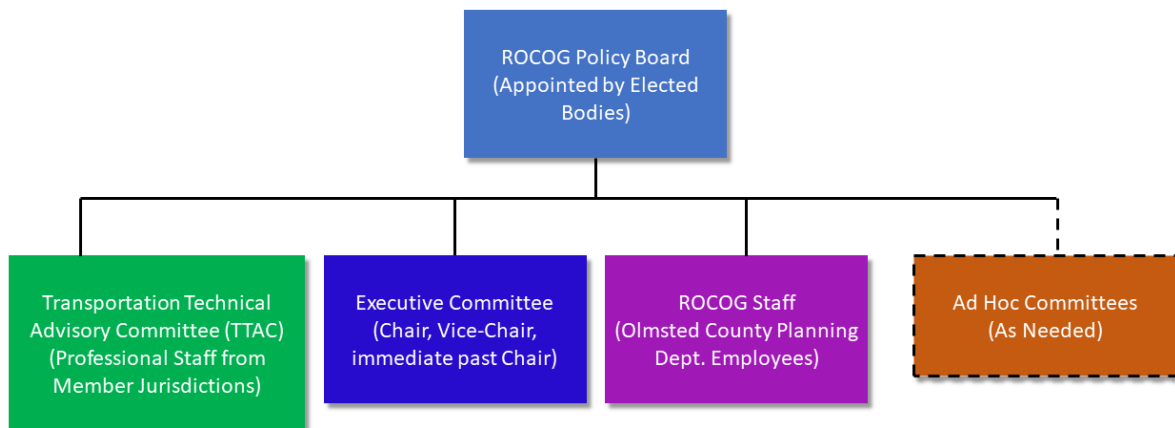 ROCOG Policy Board
(Appointed by Elected
Bodies)
Transportation Technical
Advisory Committee (TTAC)
(Professional Staff from
Member Jurisdictions)
Executive Committee
(Chair, Vice-Chair,
immediate past Chair)
ROCOG Staff
(Olmsted County Planning
Dept. Employees)
Ad Hoc Committees
(As Needed)